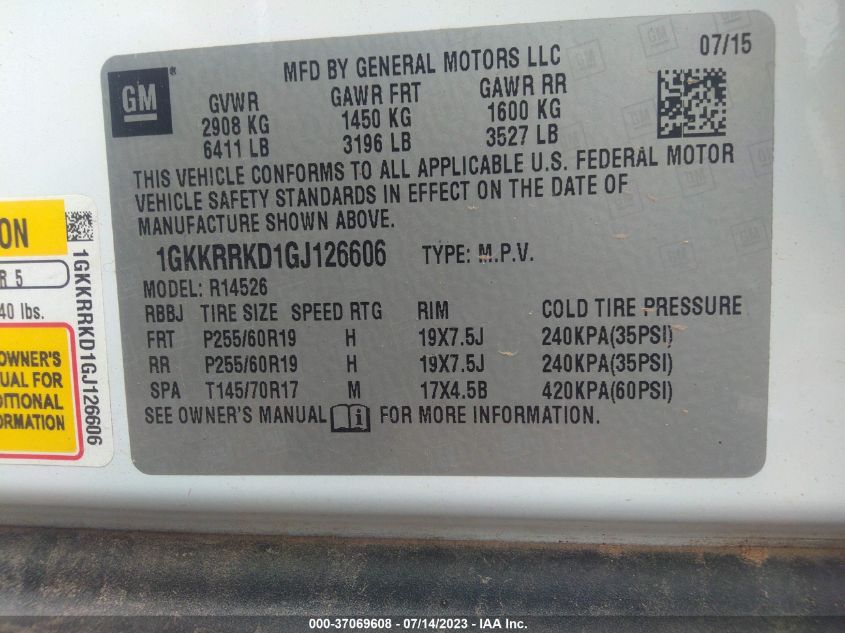 07/15
MFD BY GENERAL MOTORS LLC
GM ®
GVWR GAWR FRT GAWR RR
2908 KG 1450 KG 1600 KG
6411 LB 3196 LB 3527 LB
THIS VEHICLE CONFORMS TO ALL APPLICABLE U.S. FEDERAL MOTOR
VEHICLE SAFETY STANDARDS IN EFFECT ON THE DATE OF
MANUFACTURE SHOWN ABOVE.
1GKKRRKD1GJ126606 TYPE: M.P.V.
MODEL: R14526
RBBJ TIRE SIZE SPEED RTG RIM COLD TIRE PRESSURE
FRT P255/60R19 H 19X7.5J 240KPA(35PSI)
RR P255/60R19 H 19X7.5J 240KPA(35PSI)
SPA T145/70R17 M 17X4.5B 420KPA(60PSI)
SEE OWNER'S MANUAL i FOR MORE INFORMATION.
ON
R 5
40 lbs.
OWNER'S
UAL FOR
DITIONAL
ORMATION
1GKKRRKD1GJ126606
000-37069608 - 07/14/2023 - IAA Inc.